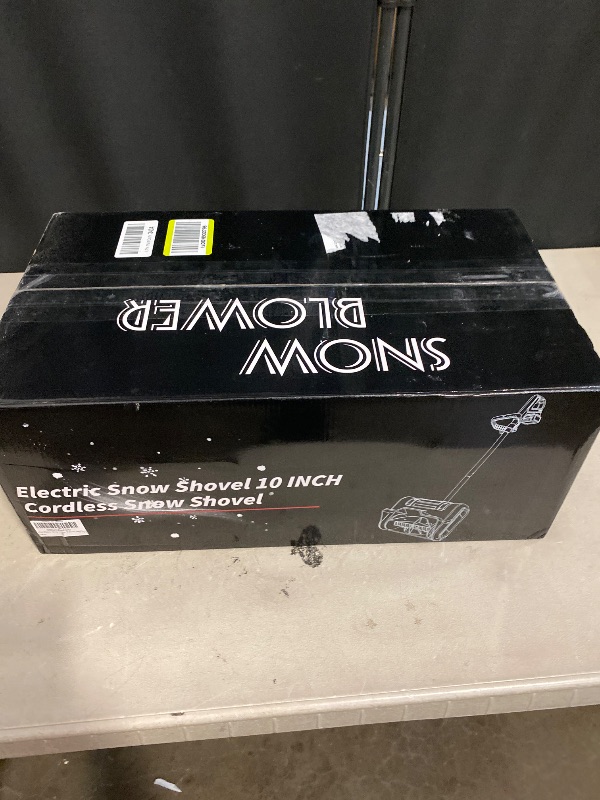 SNOW
BLOWER
Electric Snow Shovel 10 INCH
Cordless Snow Shovel